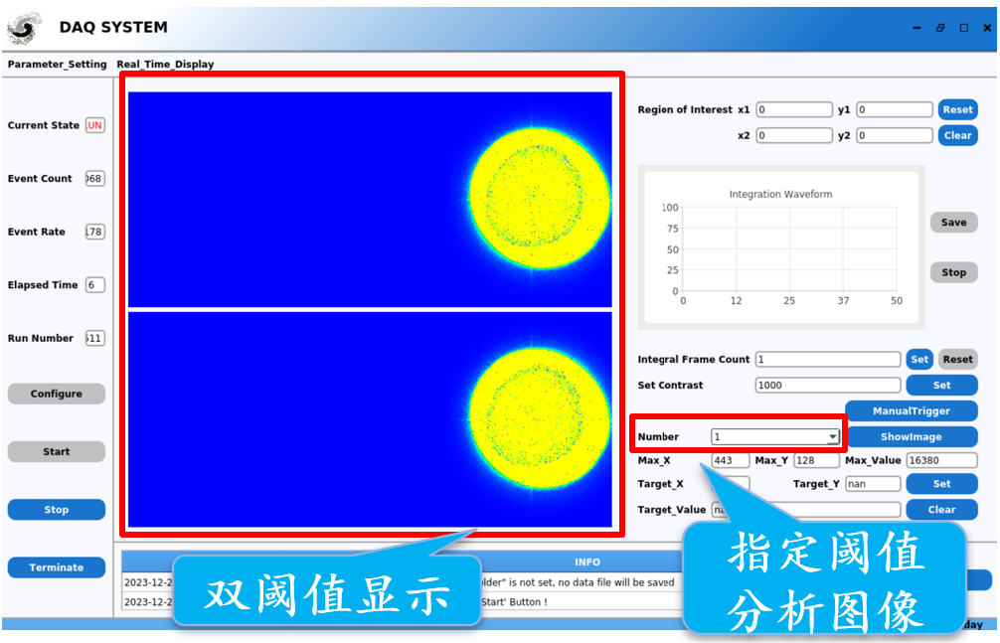 DAQ SYSTEM
Parameter_Setting Real_Time_Display
Current State UN
Event Count 068
Event Rate 178
Elapsed Time 6
Run Number 511
Configure
Start
Stop
Terminate
Region of Interest x1 0 y1 0 Reset
x2 0 y2 0 Clear
Integration Waveform
100
75
50
25
0
0 12 25 37 50
Save
Stop
Integral Frame Count 1 Set Reset
Set Contrast 1000 Set
ManualTrigger
Number 1 ShowImage
Max_X 443 Max_Y 128 Max_Value 16380
Target_X Target_Y nan Set
Target_Value Clear
INFO
2023-12-2 older" is not set, no data file will be saved
2023-12-2 Start' Button !
双阈值显示
指定阈值
分析图像
day